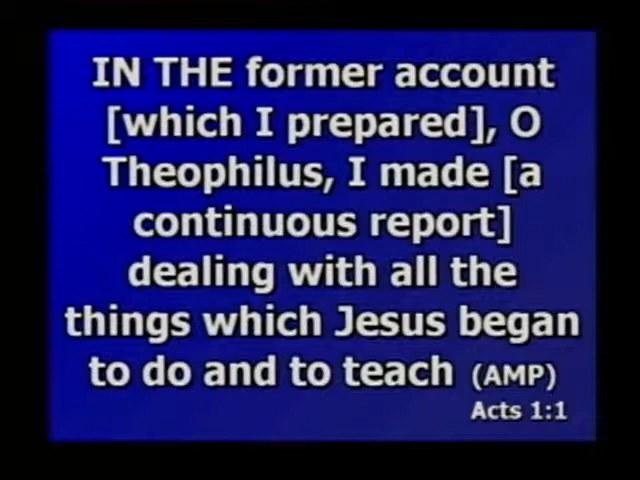 IN THE former account
[which I prepared], O
Theophilus, I made [a
continuous report]
dealing with all the
things which Jesus began
to do and to teach (AMP)
Acts 1:1